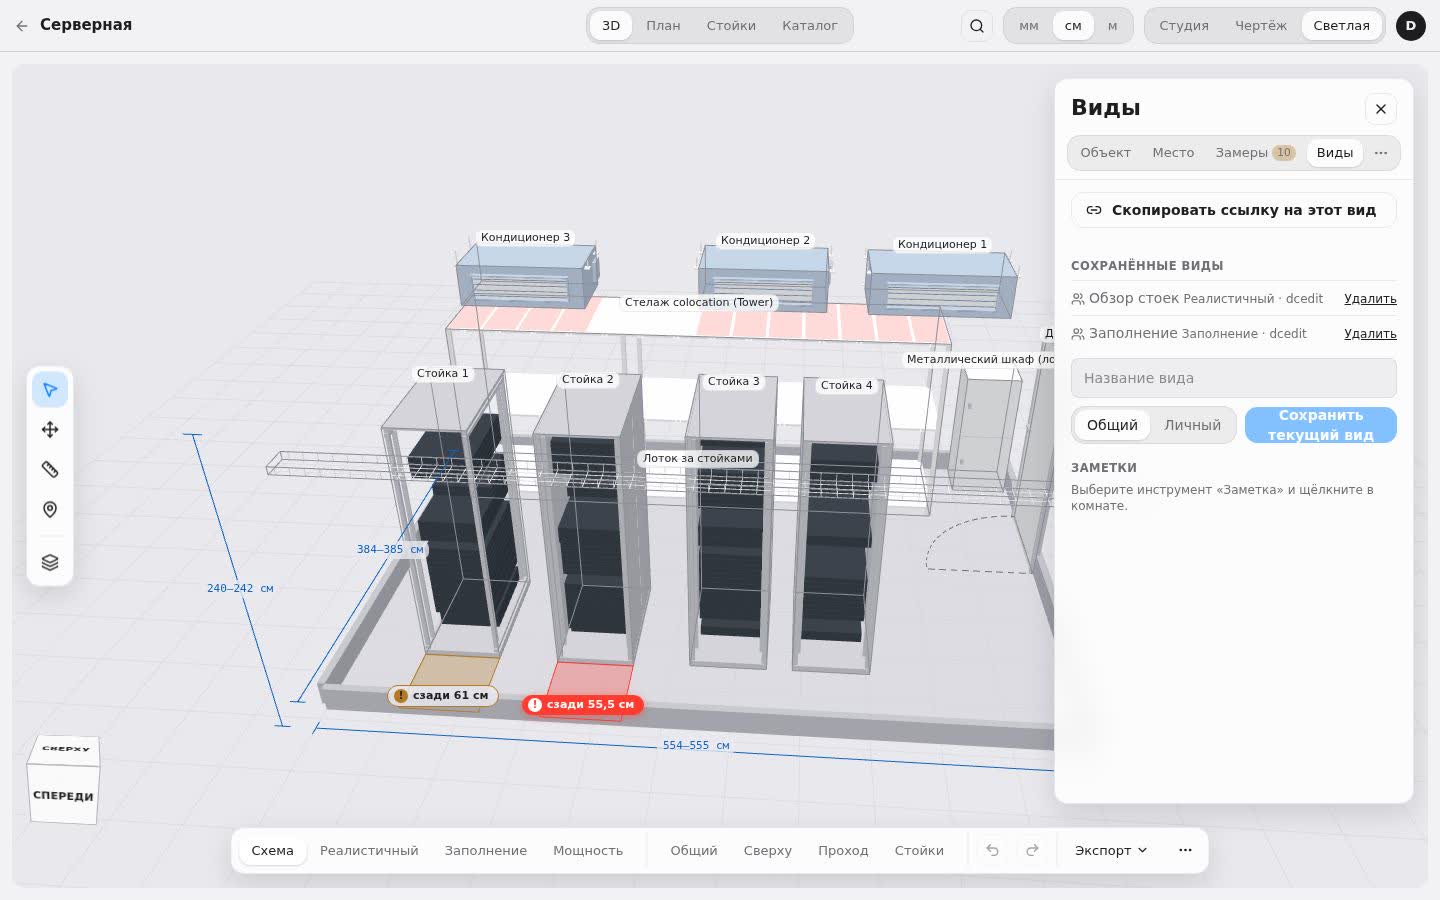 Серверная
3D План Стойки Каталог
мм см м
Студия Чертёж Светлая
D
Виды
Объект Место Замеры 10 Виды ...
Скопировать ссылку на этот вид
СОХРАНЁННЫЕ ВИДЫ
Обзор стоек Реалистичный · dcedit Удалить
Заполнение Заполнение · dcedit Удалить
Название вида
Общий Личный
Сохранить
текущий вид
ЗАМЕТКИ
Выберите инструмент «Заметка» и щёлкните в
комнате.
Кондиционер 3
Кондиционер 2
Кондиционер 1
Стелаж colocation (Tower)
Д
Металлический шкаф (ло
Стойка 1
Стойка 2
Стойка 3
Стойка 4
Лоток за стойками
384–385 см
240–242 см
! сзади 61 см
! сзади 55,5 см
554–555 см
СВЕРХУ
СПЕРЕДИ
Схема Реалистичный Заполнение Мощность Общий Сверху Проход Стойки Экспорт ...